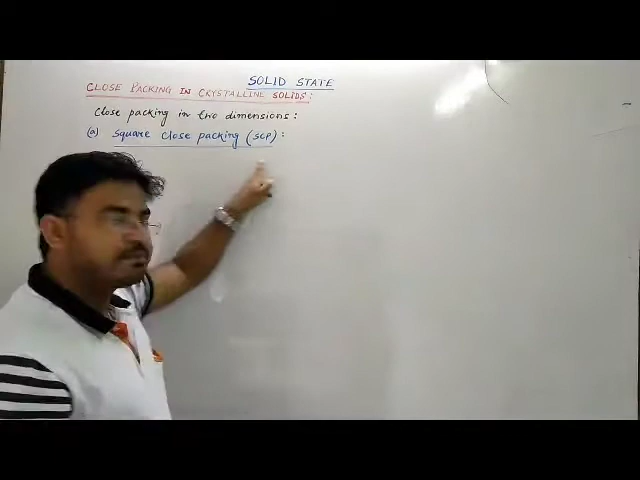 SOLID STATE
CLOSE PACKING IN CRYSTALLINE SOLIDS:
Close packing in two dimensions:
(a) Square Close packing (SCP):